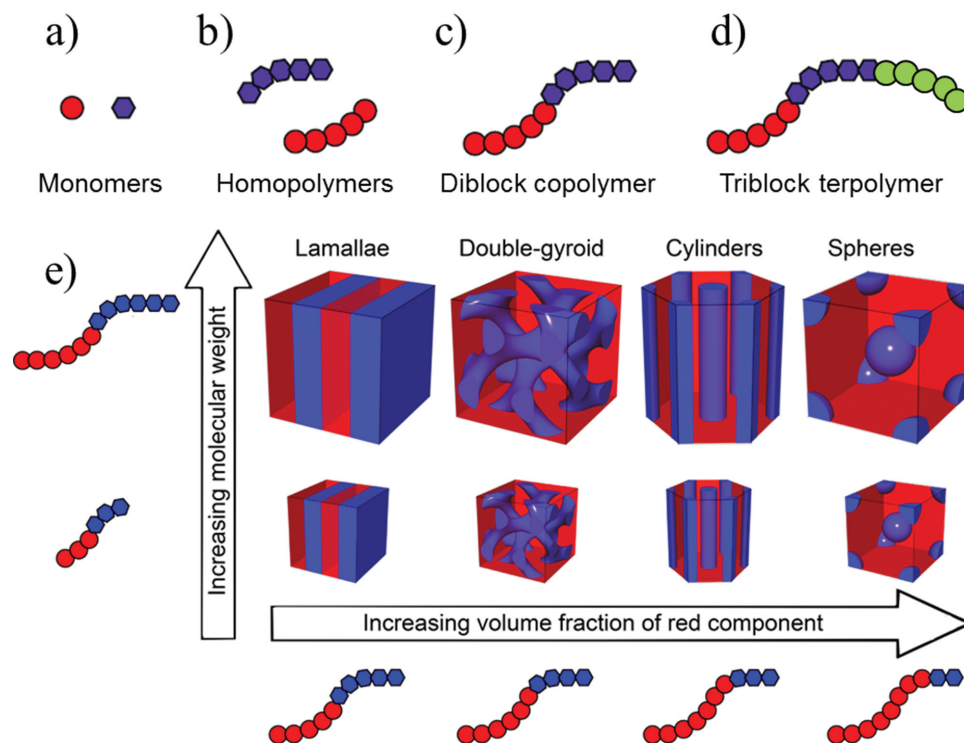 a)
b)
c)
d)
Monomers
Homopolymers
Diblock copolymer
Triblock terpolymer
e)
Increasing molecular weight
Lamallae
Double-gyroid
Cylinders
Spheres
Increasing volume fraction of red component